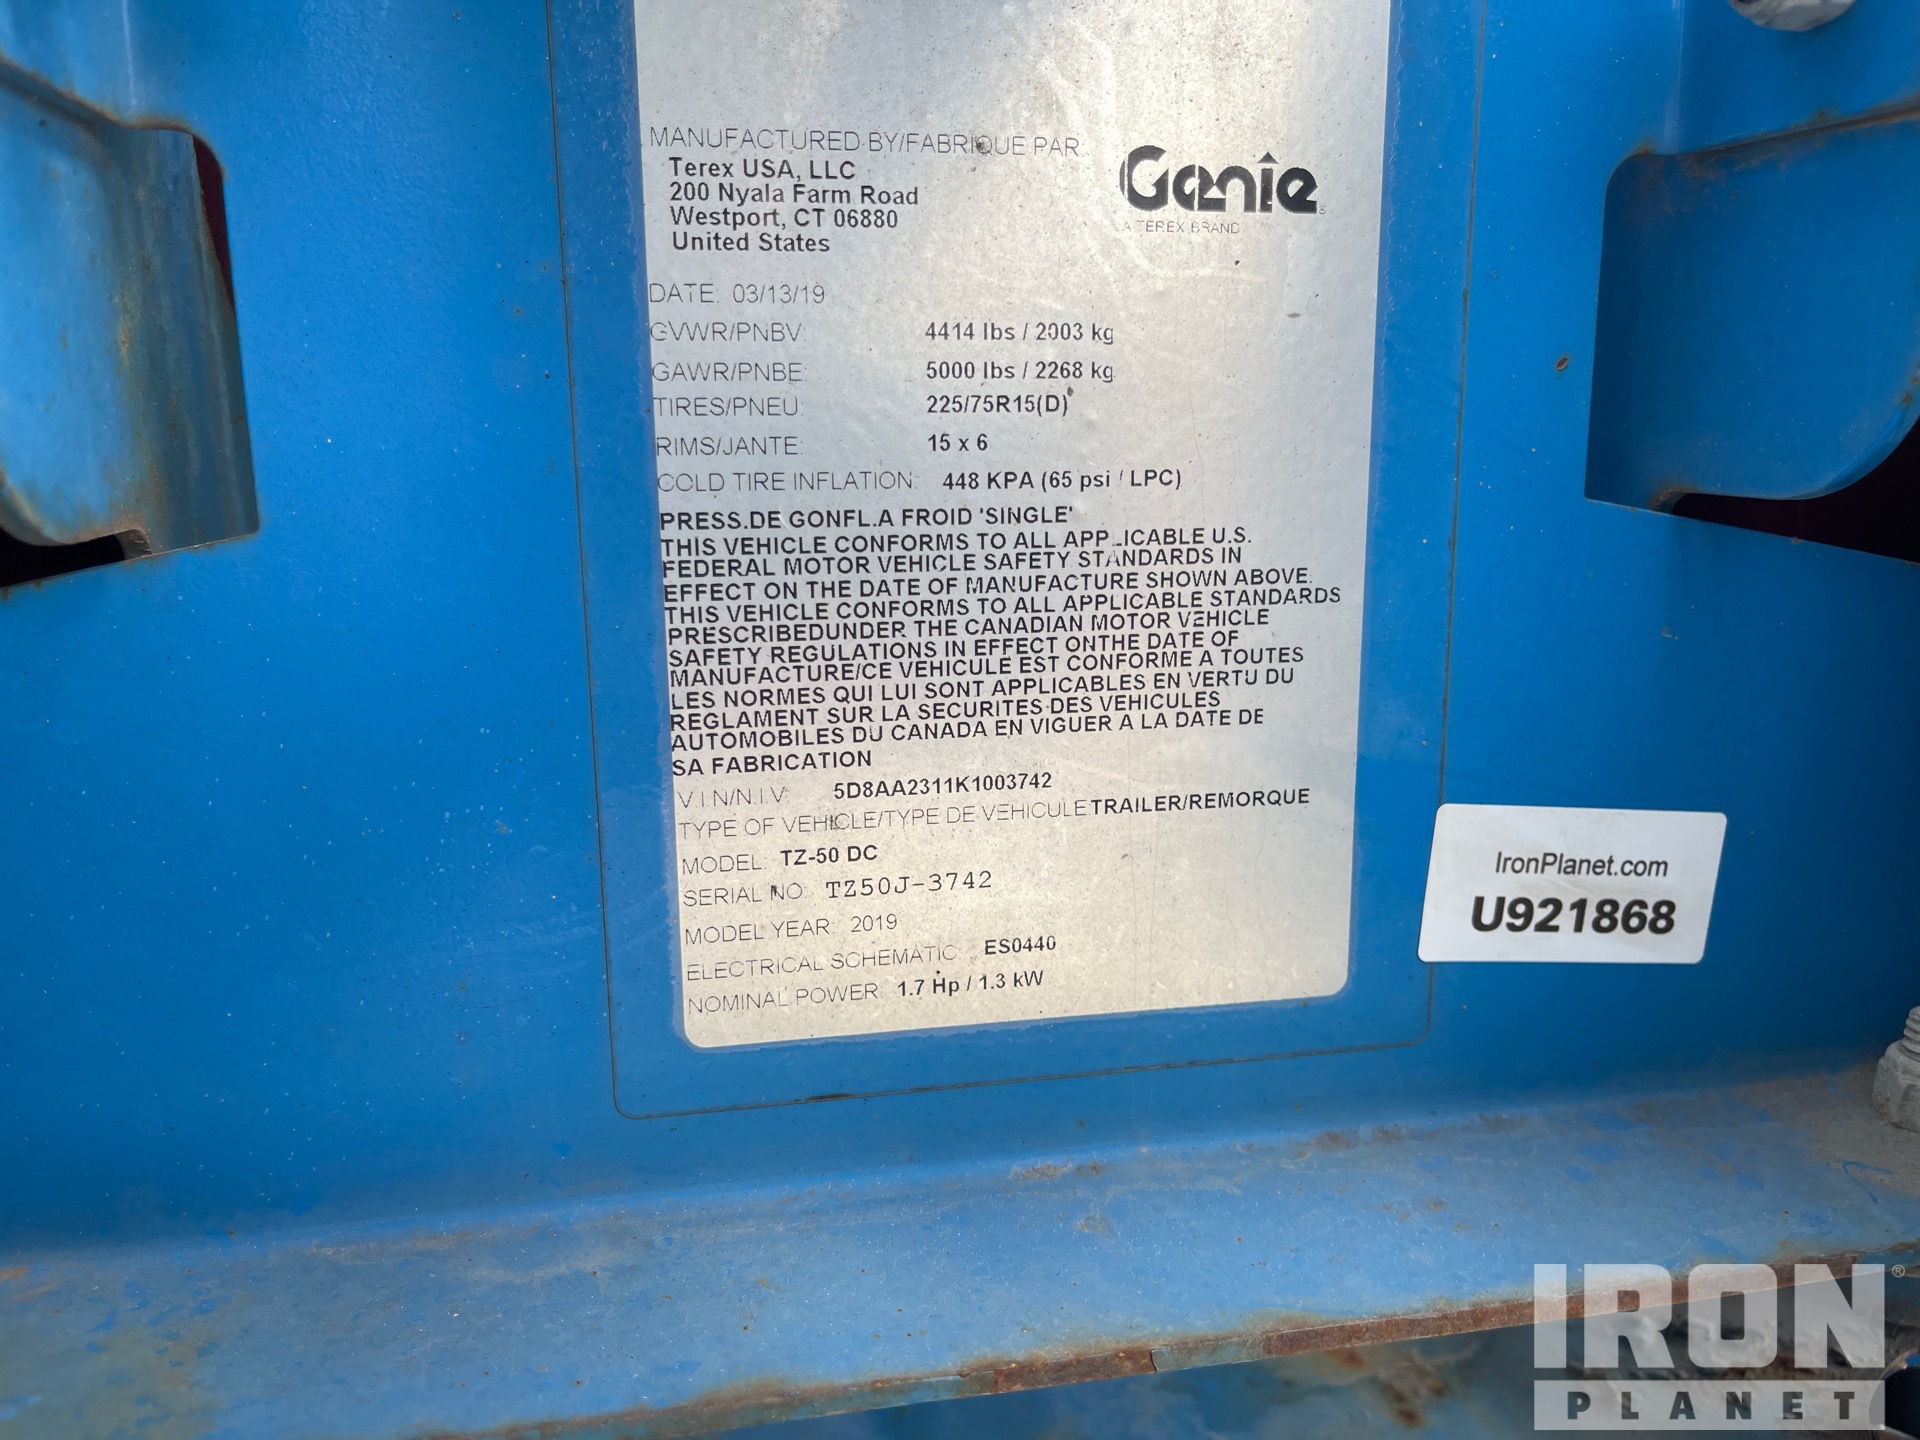 MANUFACTURED BY/FABRIQUE PAR:
Terex USA, LLC
200 Nyala Farm Road
Westport, CT 06880
United States
Genie
A TEREX BRAND
DATE: 03/13/19
GVWR/PNBV: 4414 lbs / 2003 kg
GAWR/PNBE: 5000 lbs / 2268 kg
TIRES/PNEU: 225/75R15(D)
RIMS/JANTE: 15 x 6
COLD TIRE INFLATION: 448 KPA (65 psi / LPC)
PRESS.DE GONFL.A FROID 'SINGLE'
THIS VEHICLE CONFORMS TO ALL APPLICABLE U.S.
FEDERAL MOTOR VEHICLE SAFETY STANDARDS IN
EFFECT ON THE DATE OF MANUFACTURE SHOWN ABOVE.
THIS VEHICLE CONFORMS TO ALL APPLICABLE STANDARDS
PRESCRIBEDUNDER THE CANADIAN MOTOR VEHICLE
SAFETY REGULATIONS IN EFFECT ONTHE DATE OF
MANUFACTURE/CE VEHICULE EST CONFORME A TOUTES
LES NORMES QUI LUI SONT APPLICABLES EN VERTU DU
REGLAMENT SUR LA SECURITES DES VEHICULES
AUTOMOBILES DU CANADA EN VIGUER A LA DATE DE
SA FABRICATION
V.I.N/N.I.V: 5D8AA2311K1003742
TYPE OF VEHICLE/TYPE DE VEHICULE TRAILER/REMORQUE
MODEL: TZ-50 DC
SERIAL NO: TZ50J-3742
MODEL YEAR: 2019
ELECTRICAL SCHEMATIC: ES0440
NOMINAL POWER: 1.7 Hp / 1.3 kW
IronPlanet.com
U921868
IRON
PLANET